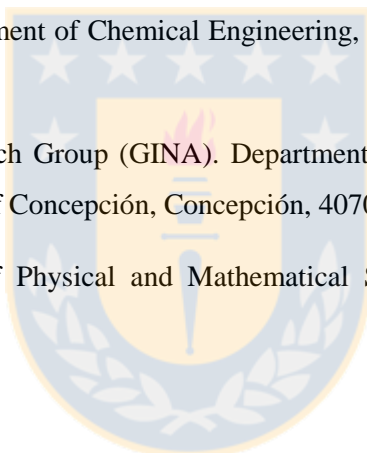 ment of Chemical Engineering,
ch Group (GINA). Department
f Concepción, Concepción, 4070
f Physical and Mathematical S